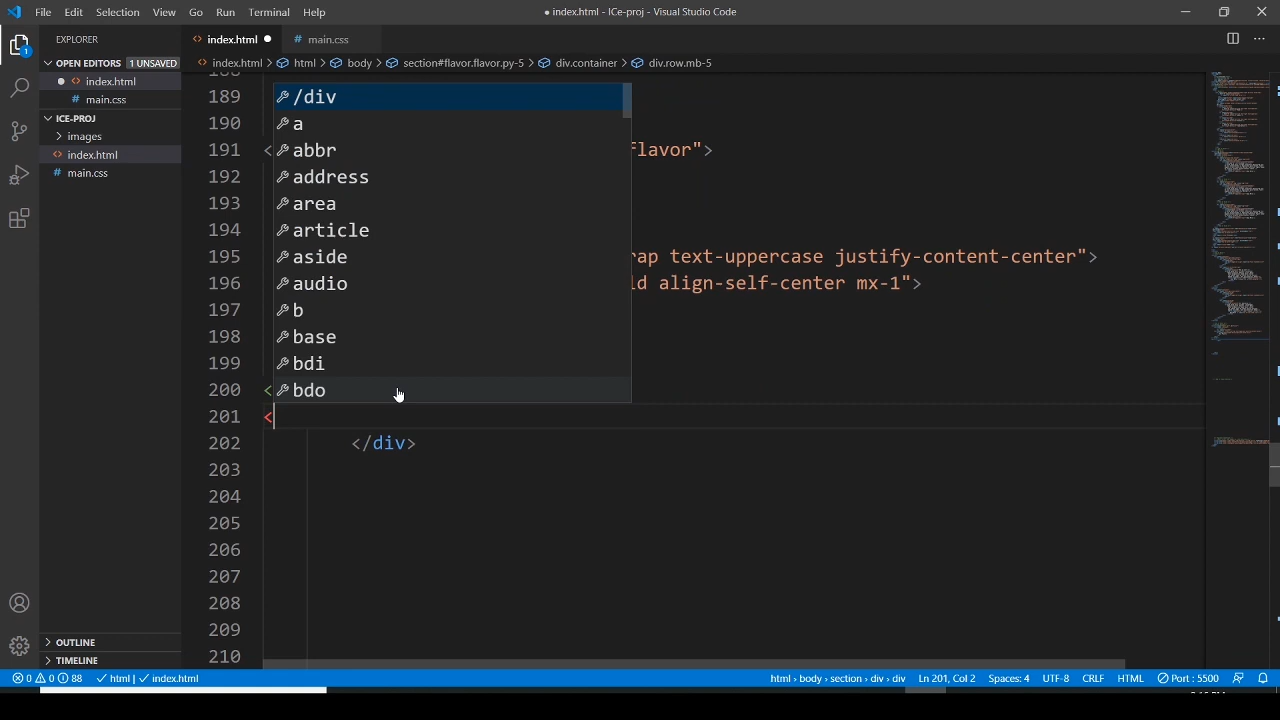 File Edit Selection View Go Run Terminal Help
● index.html - ICe-proj - Visual Studio Code
EXPLORER
index.html ●
# main.css
OPEN EDITORS 1 UNSAVED
index.html > html > body > section#flavor.flavor.py-5 > div.container > div.row.mb-5
● index.html
# main.css
ICE-PROJ
images
index.html
# main.css
189
190
191 < flavor">
192
193
194
195 rap text-uppercase justify-content-center">
196 ld align-self-center mx-1">
197
198
199
200 <
201 <
202 </div>
203
204
205
206
207
208
209
210
/div
a
abbr
address
area
article
aside
audio
b
base
bdi
bdo
OUTLINE
TIMELINE
1
0 0 88
html | index.html
html > body > section > div > div
Ln 201, Col 2
Spaces: 4
UTF-8
CRLF
HTML
Port : 5500